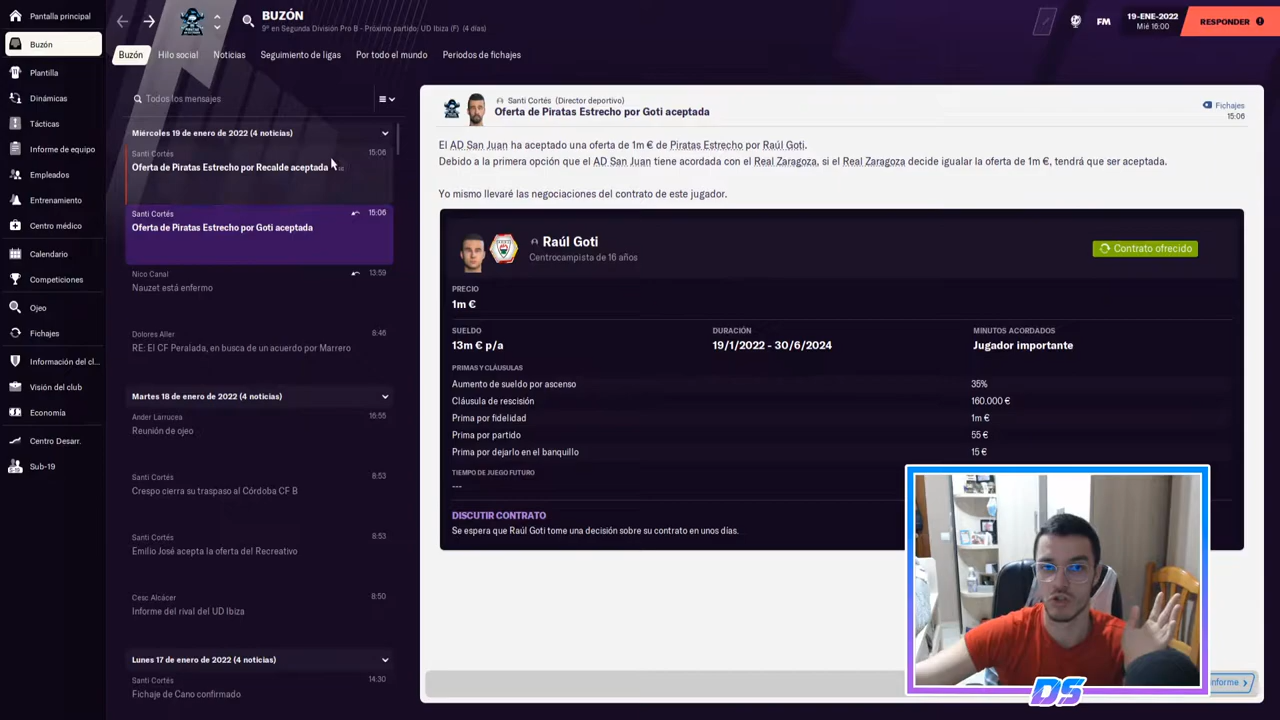 Pantalla principal
Buzón
Plantilla
Dinámicas
Tácticas
Informe de equipo
Empleados
Entrenamiento
Centro médico
Calendario
Competiciones
Ojeo
Fichajes
Información del cl...
Visión del club
Economía
Centro Desarr.
Sub-19
BUZÓN
9º en Segunda División Pro B - Próximo partido: UD Ibiza (F) (4 días)
FM
19-ENE-2022
Mié 16:00
RESPONDER
Buzón
Hilo social
Noticias
Seguimiento de ligas
Por todo el mundo
Periodos de fichajes
Todos los mensajes
Miércoles 19 de enero de 2022 (4 noticias)
Santi Cortés 15:06
Oferta de Piratas Estrecho por Recalde aceptada
Santi Cortés 15:06
Oferta de Piratas Estrecho por Goti aceptada
Nico Canal 13:59
Nauzet está enfermo
Dolores Aller 8:46
RE: El CF Peralada, en busca de un acuerdo por Marrero
Martes 18 de enero de 2022 (4 noticias)
Ander Larrucea 16:55
Reunión de ojeo
Santi Cortés 8:53
Crespo cierra su traspaso al Córdoba CF B
Santi Cortés 8:53
Emilio José acepta la oferta del Recreativo
Cesc Alcácer 8:50
Informe del rival del UD Ibiza
Lunes 17 de enero de 2022 (4 noticias)
Santi Cortés 14:30
Fichaje de Cano confirmado
Santi Cortés (Director deportivo)
Oferta de Piratas Estrecho por Goti aceptada
Fichajes
15:06
El AD San Juan ha aceptado una oferta de 1m € de Piratas Estrecho por Raúl Goti.
Debido a la primera opción que el AD San Juan tiene acordada con el Real Zaragoza, si el Real Zaragoza decide igualar la oferta de 1m €, tendrá que ser aceptada.
Yo mismo llevaré las negociaciones del contrato de este jugador.
Raúl Goti
Centrocampista de 16 años
Contrato ofrecido
PRECIO
1m €
SUELDO DURACIÓN MINUTOS ACORDADOS
13m € p/a 19/1/2022 - 30/6/2024 Jugador importante
PRIMAS Y CLÁUSULAS
Aumento de sueldo por ascenso 35%
Cláusula de rescisión 160.000 €
Prima por fidelidad 1m €
Prima por partido 55 €
Prima por dejarlo en el banquillo 15 €
TIEMPO DE JUEGO FUTURO
---
DISCUTIR CONTRATO
Se espera que Raúl Goti tome una decisión sobre su contrato en unos días.
nforme
DS